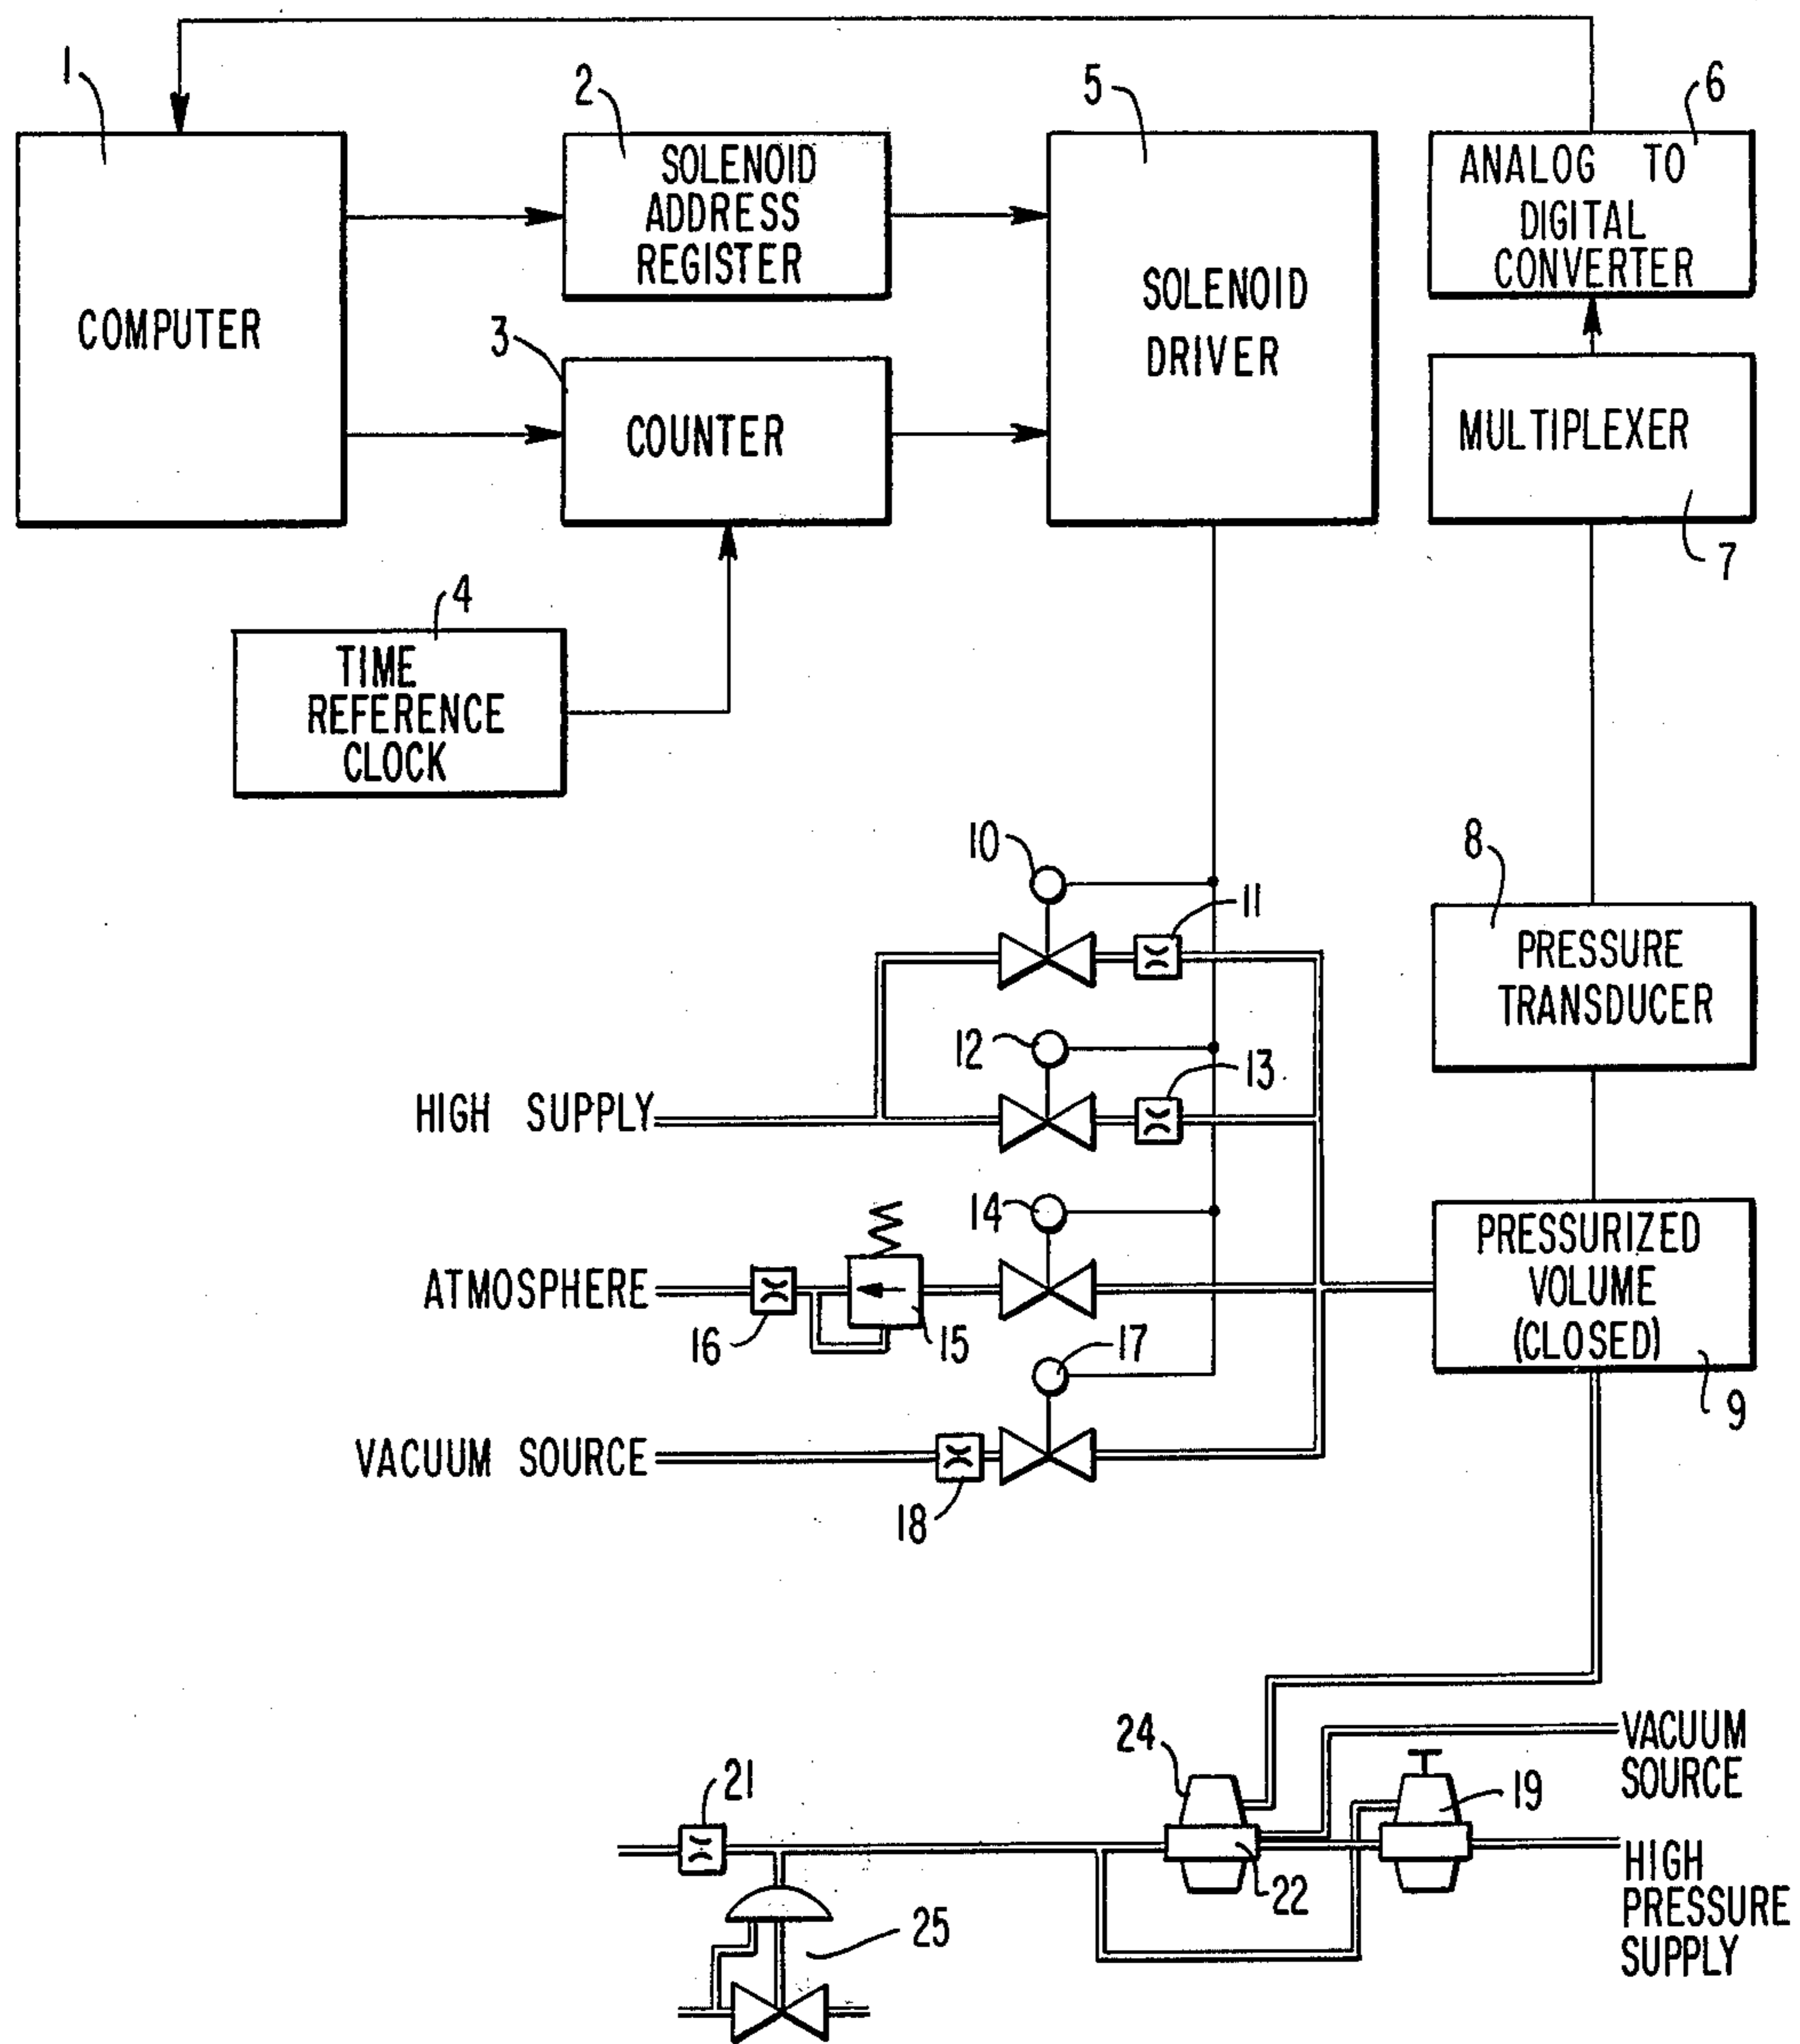 1
2
5
6
COMPUTER
SOLENOID
ADDRESS
REGISTER
3
COUNTER
SOLENOID
DRIVER
ANALOG TO
DIGITAL
CONVERTER
MULTIPLEXER
7
4
TIME
REFERENCE
CLOCK
10
11
8
PRESSURE
TRANSDUCER
12
13
HIGH SUPPLY
14
ATMOSPHERE
16
15
17
PRESSURIZED
VOLUME
(CLOSED)
9
VACUUM SOURCE
18
24
VACUUM
SOURCE
21
19
22
HIGH
PRESSURE
SUPPLY
25